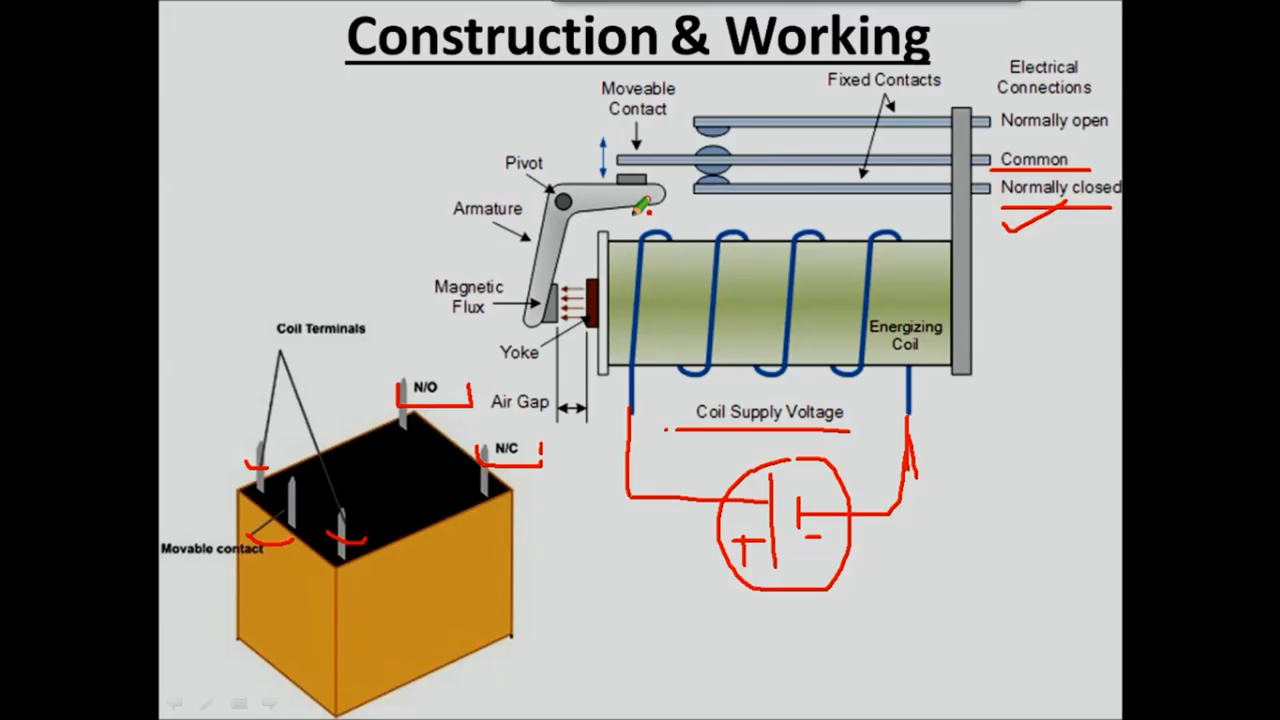 Construction & Working
Electrical
Connections
Fixed Contacts
Moveable
Contact
Normally open
Common
Normally closed
Pivot
Armature
Magnetic
Flux
Yoke
Air Gap
Energizing
Coil
Coil Supply Voltage
+ -
Coil Terminals
N/O
N/C
Movable contact